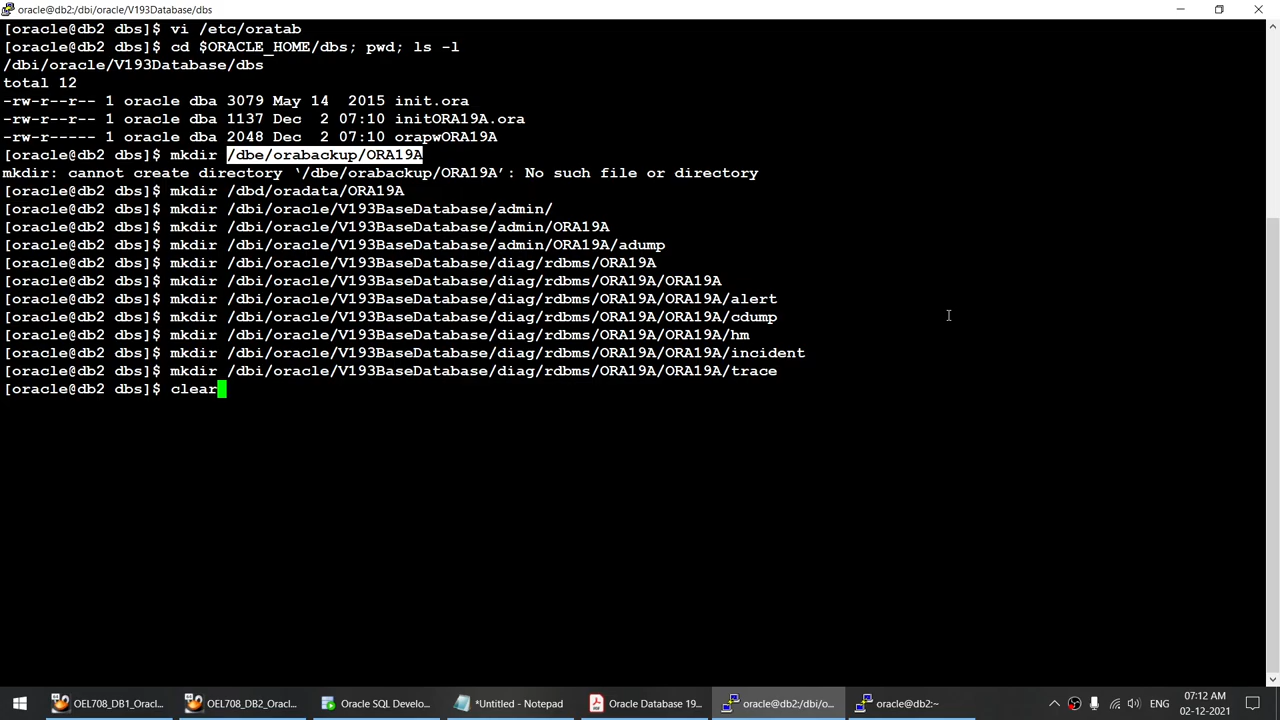 oracle@db2:/dbi/oracle/V193Database/dbs
[oracle@db2 dbs]$ vi /etc/oratab
[oracle@db2 dbs]$ cd $ORACLE_HOME/dbs; pwd; ls -l
/dbi/oracle/V193Database/dbs
total 12
-rw-r--r-- 1 oracle dba 3079 May 14  2015 init.ora
-rw-r--r-- 1 oracle dba 1137 Dec  2 07:10 initORA19A.ora
-rw-r----- 1 oracle dba 2048 Dec  2 07:10 orapwORA19A
[oracle@db2 dbs]$ mkdir /dbe/orabackup/ORA19A
mkdir: cannot create directory ‘/dbe/orabackup/ORA19A’: No such file or directory
[oracle@db2 dbs]$ mkdir /dbd/oradata/ORA19A
[oracle@db2 dbs]$ mkdir /dbi/oracle/V193BaseDatabase/admin/
[oracle@db2 dbs]$ mkdir /dbi/oracle/V193BaseDatabase/admin/ORA19A
[oracle@db2 dbs]$ mkdir /dbi/oracle/V193BaseDatabase/admin/ORA19A/adump
[oracle@db2 dbs]$ mkdir /dbi/oracle/V193BaseDatabase/diag/rdbms/ORA19A
[oracle@db2 dbs]$ mkdir /dbi/oracle/V193BaseDatabase/diag/rdbms/ORA19A/ORA19A
[oracle@db2 dbs]$ mkdir /dbi/oracle/V193BaseDatabase/diag/rdbms/ORA19A/ORA19A/alert
[oracle@db2 dbs]$ mkdir /dbi/oracle/V193BaseDatabase/diag/rdbms/ORA19A/ORA19A/cdump
[oracle@db2 dbs]$ mkdir /dbi/oracle/V193BaseDatabase/diag/rdbms/ORA19A/ORA19A/hm
[oracle@db2 dbs]$ mkdir /dbi/oracle/V193BaseDatabase/diag/rdbms/ORA19A/ORA19A/incident
[oracle@db2 dbs]$ mkdir /dbi/oracle/V193BaseDatabase/diag/rdbms/ORA19A/ORA19A/trace
[oracle@db2 dbs]$ clear
OEL708_DB1_Oracl... OEL708_DB2_Oracl... Oracle SQL Develo... *Untitled - Notepad Oracle Database 19... oracle@db2:/dbi/o... oracle@db2:~ ENG 07:12 AM
02-12-2021